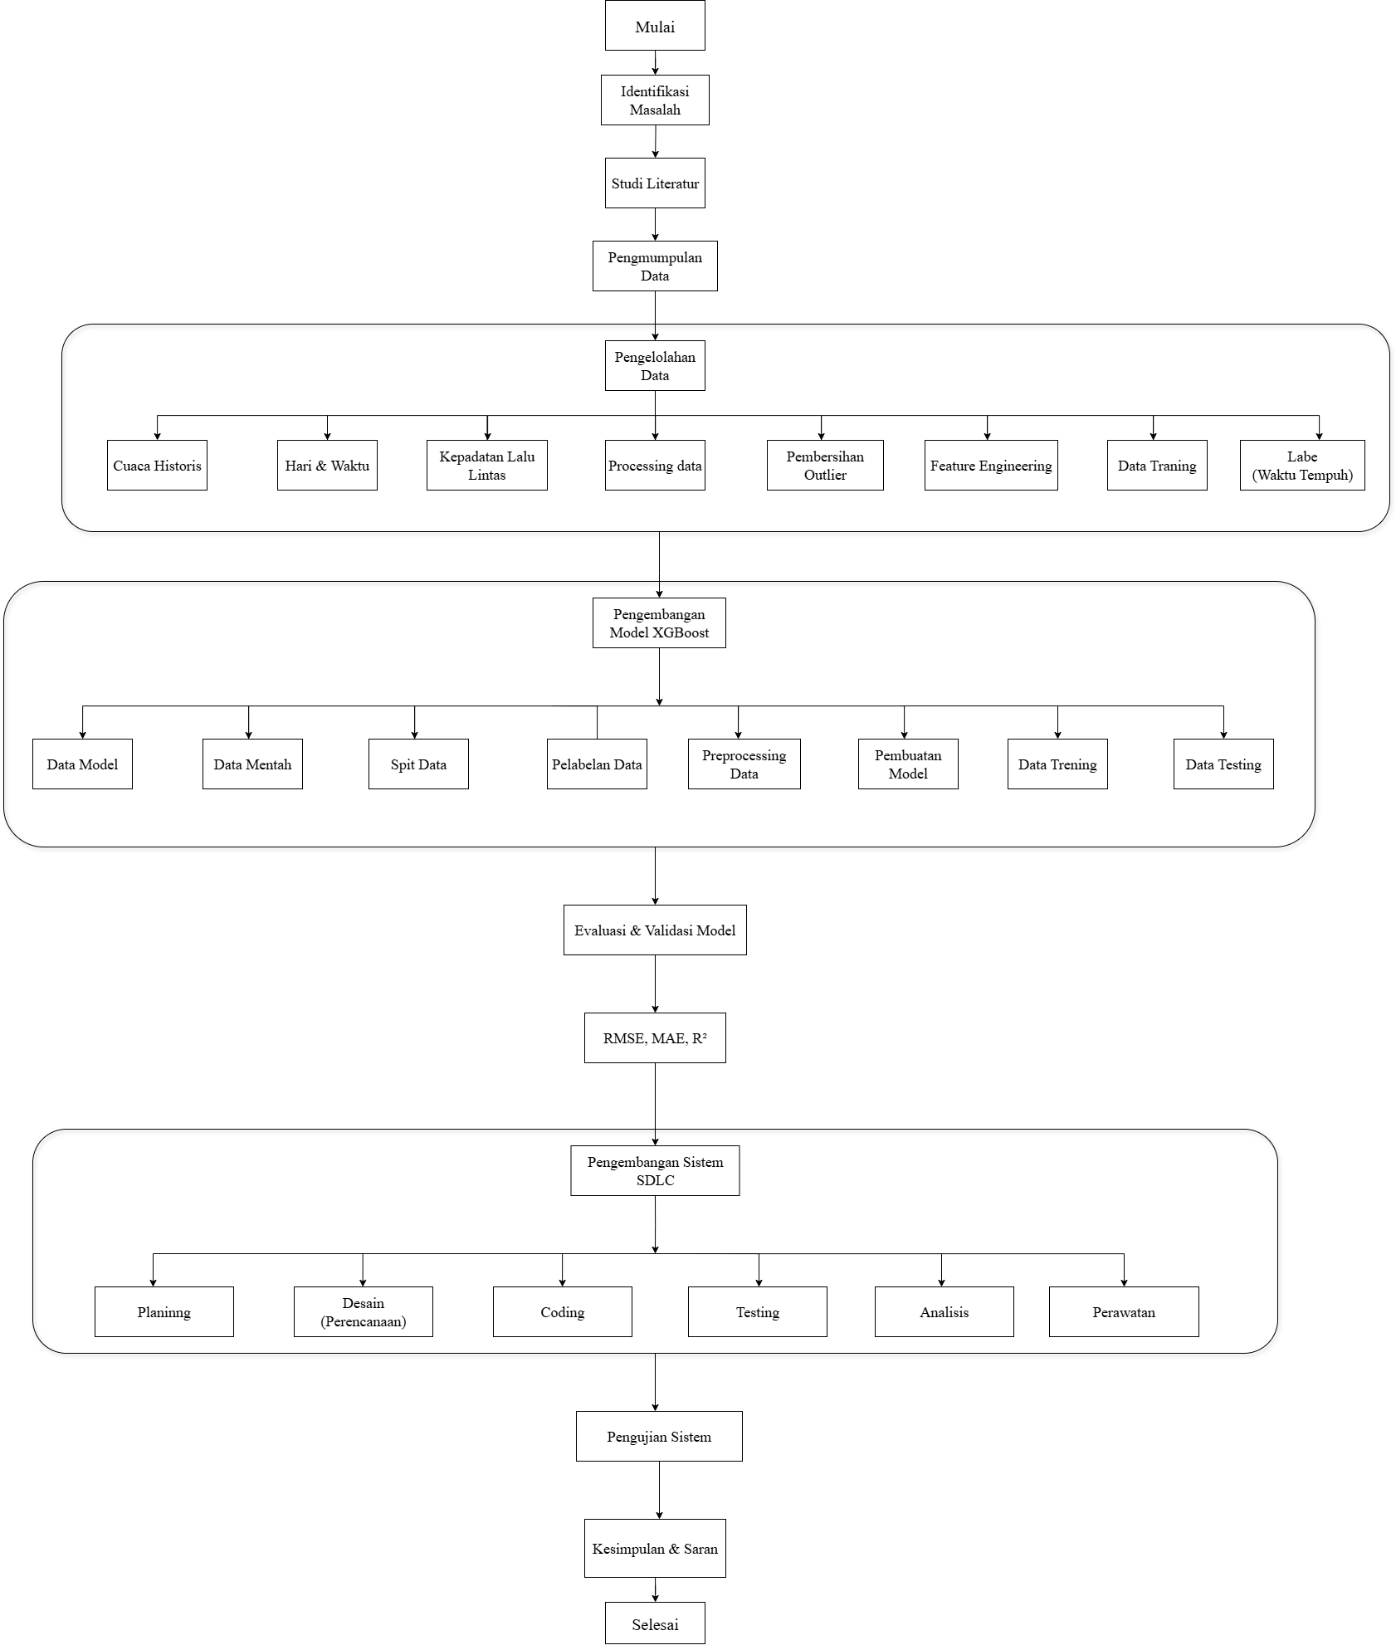 Mulai
Identifikasi
Masalah
Studi Literatur
Pengmumpulan
Data
Pengelolahan
Data
Cuaca Historis
Hari & Waktu
Kepadatan Lalu
Lintas
Processing data
Pembersihan
Outlier
Feature Engineering
Data Traning
Labe
(Waktu Tempuh)
Pengembangan
Model XGBoost
Data Model
Data Mentah
Spit Data
Pelabelan Data
Preprocessing
Data
Pembuatan
Model
Data Trening
Data Testing
Evaluasi & Validasi Model
RMSE, MAE, R²
Pengembangan Sistem
SDLC
Planinng
Desain
(Perencanaan)
Coding
Testing
Analisis
Perawatan
Pengujian Sistem
Kesimpulan & Saran
Selesai